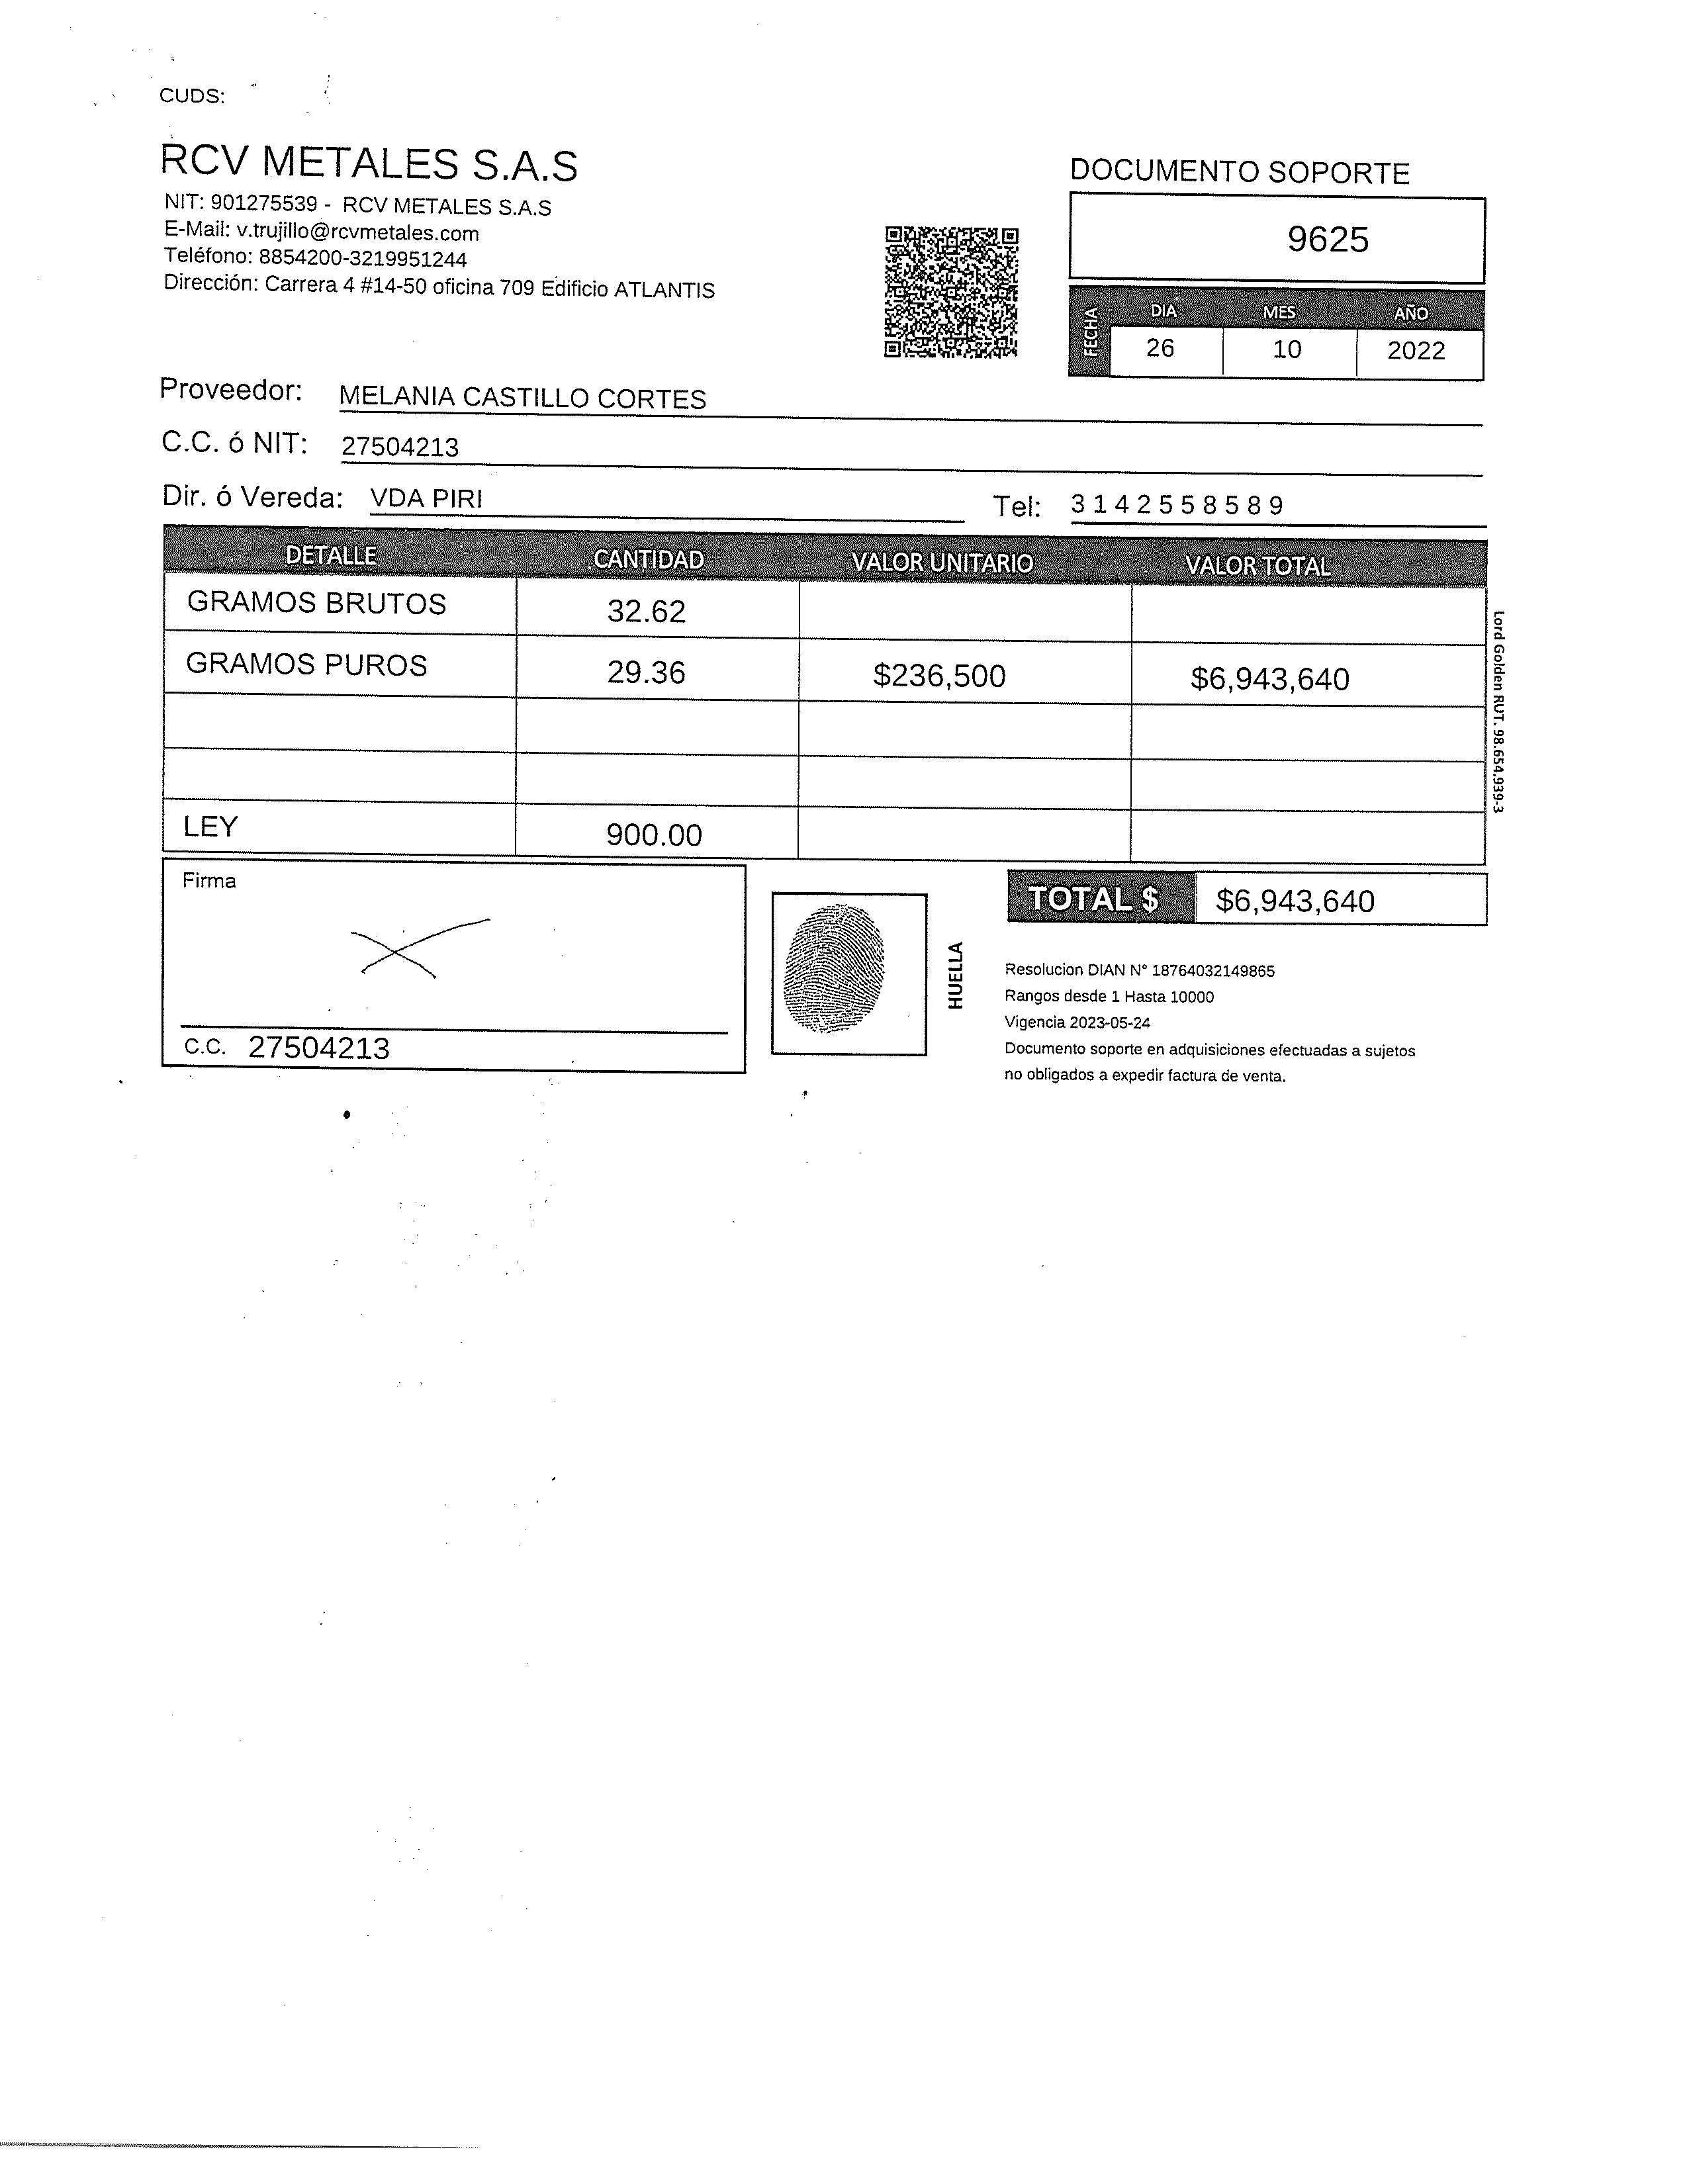 CUDS:
RCV METALES S.A.S
NIT: 901275539 - RCV METALES S.A.S
E-Mail: v.trujillo@rcvmetales.com
Teléfono: 8854200-3219951244
Dirección: Carrera 4 #14-50 oficina 709 Edificio ATLANTIS
DOCUMENTO SOPORTE
9625
FECHA
DIA MES AÑO
26 10 2022
Proveedor: MELANIA CASTILLO CORTES
C.C. ó NIT: 27504213
Dir. ó Vereda: VDA PIRI Tel: 3142558589
DETALLE CANTIDAD VALOR UNITARIO VALOR TOTAL
GRAMOS BRUTOS 32.62
GRAMOS PUROS 29.36 $236,500 $6,943,640
LEY 900.00
Lord Golden RUT. 98.654.939-3
Firma
C.C. 27504213
HUELLA
TOTAL $ $6,943,640
Resolucion DIAN N° 18764032149865
Rangos desde 1 Hasta 10000
Vigencia 2023-05-24
Documento soporte en adquisiciones efectuadas a sujetos
no obligados a expedir factura de venta.